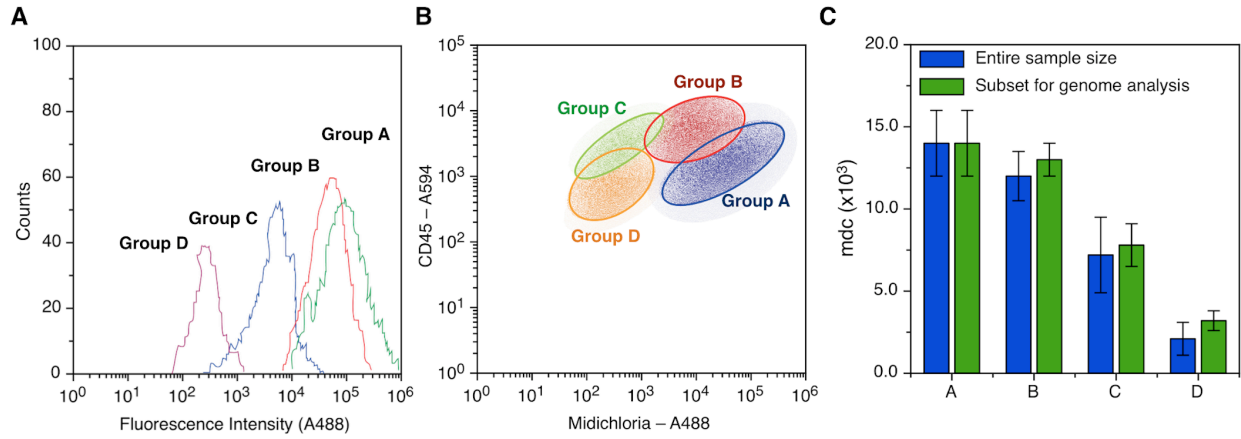 A
100
80
60
40
20
0
Counts
Group A
Group B
Group C
Group D
10⁰ 10¹ 10² 10³ 10⁴ 10⁵ 10⁶
Fluorescence Intensity (A488)
B
10⁵
10⁴
10³
10²
10¹
10⁰
CD45 – A594
Group B
Group C
Group A
Group D
10⁰ 10¹ 10² 10³ 10⁴ 10⁵ 10⁶
Midichloria – A488
C
20.0
15.0
10.0
5.0
0.0
mdc (x10³)
Entire sample size
Subset for genome analysis
A B C D